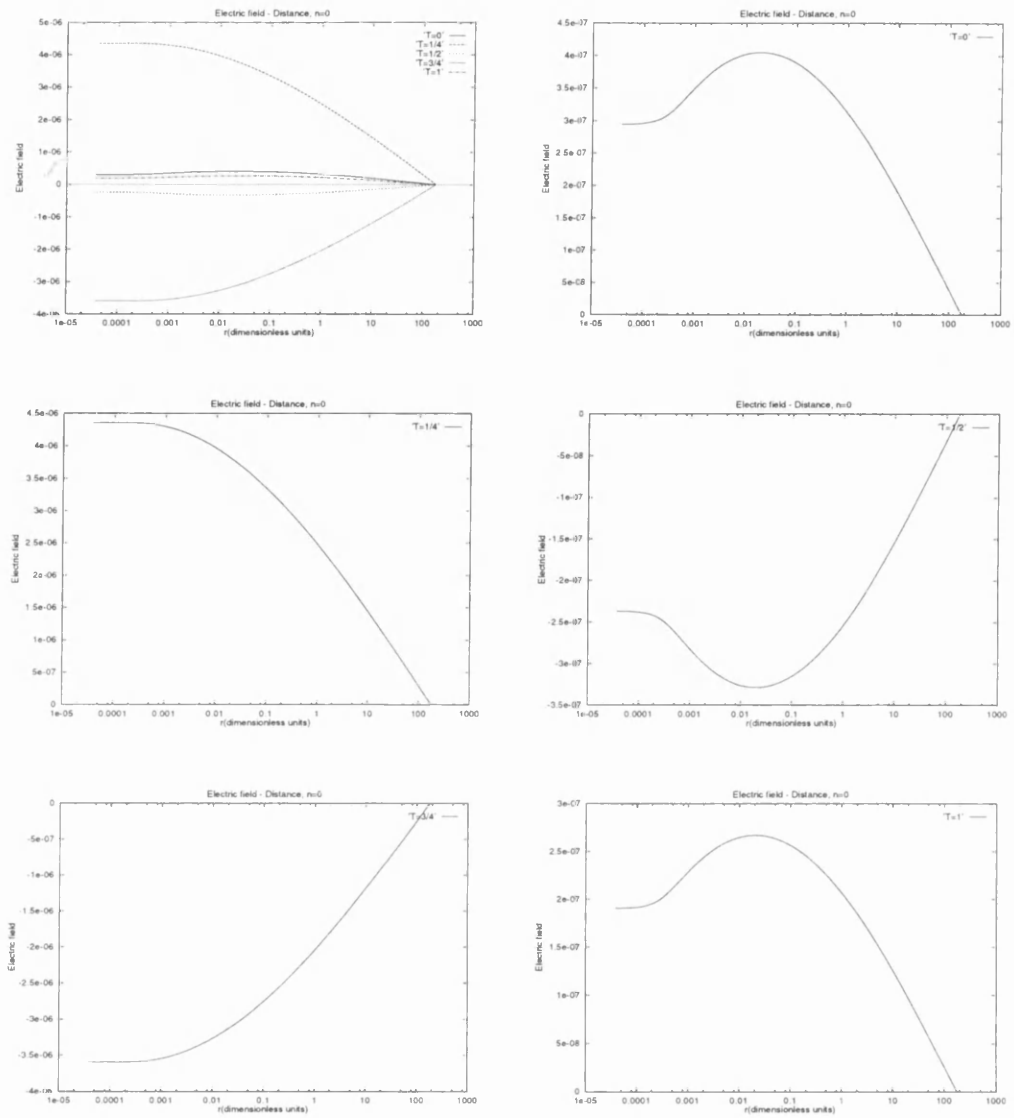 Electric field - Distance, n=0
5e-06
4e-06
3e-06
2e-06
1e-06
0
-1e-06
-2e-06
-3e-06
-4e-06
'T=0'
'T=1/4'
'T=1/2'
'T=3/4'
'T=1'
Electric field
1e-05 0.0001 0.001 0.01 0.1 1 10 100 1000
r(dimensionless units)
Electric field - Distance, n=0
4.5e-07
4e-07
3.5e-07
3e-07
2.5e-07
2e-07
1.5e-07
1e-07
5e-08
0
'T=0'
Electric field
1e-05 0.0001 0.001 0.01 0.1 1 10 100 1000
r(dimensionless units)
Electric field - Distance, n=0
4.5e-06
4e-06
3.5e-06
3e-06
2.5e-06
2e-06
1.5e-06
1e-06
5e-07
0
'T=1/4'
Electric field
1e-05 0.0001 0.001 0.01 0.1 1 10 100 1000
r(dimensionless units)
Electric field - Distance, n=0
0
-5e-08
-1e-07
-1.5e-07
-2e-07
-2.5e-07
-3e-07
-3.5e-07
'T=1/2'
Electric field
1e-05 0.0001 0.001 0.01 0.1 1 10 100 1000
r(dimensionless units)
Electric field - Distance, n=0
0
-5e-07
-1e-06
-1.5e-06
-2e-06
-2.5e-06
-3e-06
-3.5e-06
-4e-06
'T=3/4'
Electric field
1e-05 0.0001 0.001 0.01 0.1 1 10 100 1000
r(dimensionless units)
Electric field - Distance, n=0
3e-07
2.5e-07
2e-07
1.5e-07
1e-07
5e-08
0
'T=1'
Electric field
1e-05 0.0001 0.001 0.01 0.1 1 10 100 1000
r(dimensionless units)